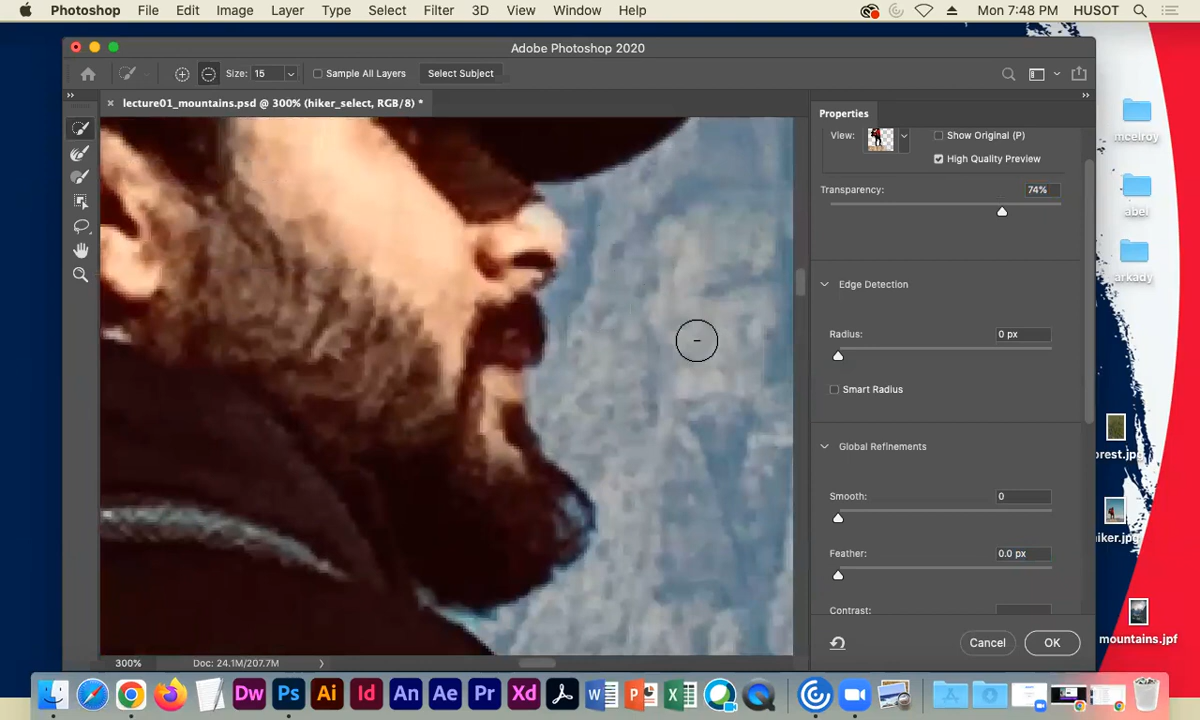 Photoshop File Edit Image Layer Type Select Filter 3D View Window Help Mon 7:48 PM HUSOT
Adobe Photoshop 2020
Size: 15 Sample All Layers Select Subject
lecture01_mountains.psd @ 300% (hiker_select, RGB/8) *
Properties
View: Show Original (P)
High Quality Preview
Transparency: 74%
Edge Detection
Radius: 0 px
Smart Radius
Global Refinements
Smooth: 0
Feather: 0.0 px
Contrast:
Cancel OK
300% Doc: 24.1M/207.7M
mcelroy
abel
arkady
orest.jpg
hiker.jpg
mountains.jpf
Dw Ps Ai Id An Ae Pr Xd W P X